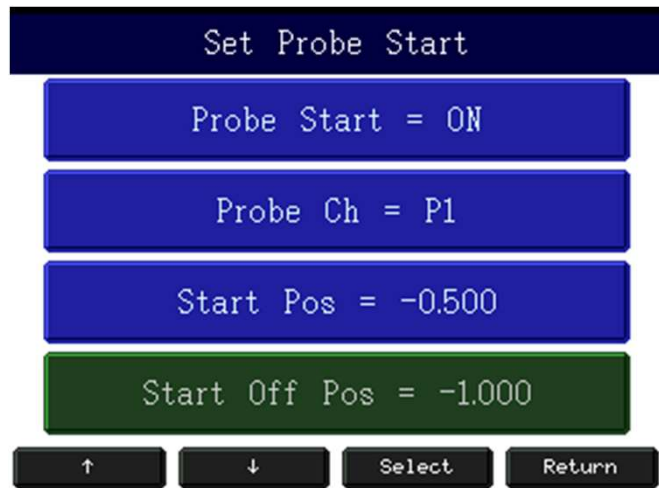 Set Probe Start
Probe Start = ON
Probe Ch = P1
Start Pos = -0.500
Start Off Pos = -1.000
↑ ↓ Select Return